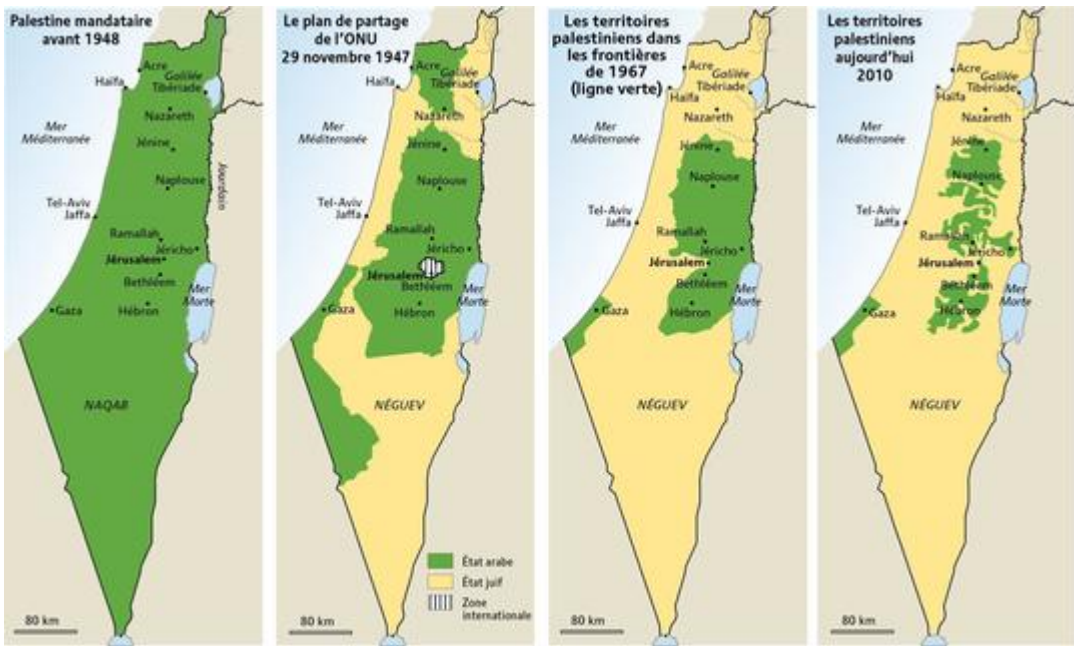 Palestine mandataire
avant 1948
Acre
Haïfa
Galilée
Tibériade
Nazareth
Mer
Méditerranée
Jénine
Jourdain
Naplouse
Tel-Aviv
Jaffa
Ramallah
Jéricho
Jérusalem
Bethléem
Mer
Morte
Gaza
Hébron
NAQAB
80 km
Le plan de partage
de l'ONU
29 novembre 1947
Acre
Haïfa
Galilée
Tibériade
Nazareth
Mer
Méditerranée
Jénine
Naplouse
Tel-Aviv
Jaffa
Ramallah
Jéricho
Jérusalem
Bethléem
Mer
Morte
Gaza
Hébron
NÉGUEV
État arabe
État juif
Zone
internationale
80 km
Les territoires
palestiniens dans
les frontières
de 1967
(ligne verte)
Acre
Haïfa
Galilée
Tibériade
Nazareth
Mer
Méditerranée
Jénine
Naplouse
Tel-Aviv
Jaffa
Ramallah
Jéricho
Jérusalem
Bethléem
Mer
Morte
Gaza
Hébron
NÉGUEV
80 km
Les territoires
palestiniens
aujourd'hui
2010
Acre
Haïfa
Galilée
Tibériade
Nazareth
Mer
Méditerranée
Jénine
Naplouse
Tel-Aviv
Jaffa
Ramallah
Jéricho
Jérusalem
Bethléem
Mer
Morte
Gaza
Hébron
NÉGUEV
80 km